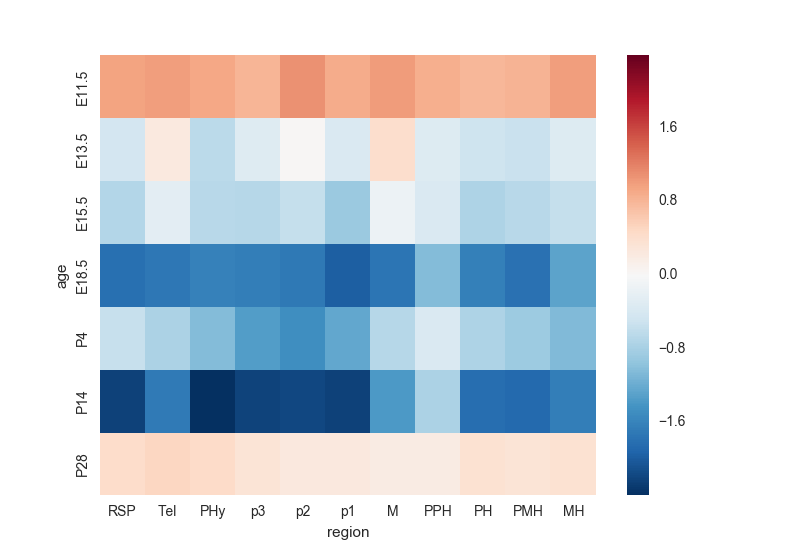 E11.5
E13.5
E15.5
E18.5
P4
P14
P28
age
RSP Tel PHy p3 p2 p1 M PPH PH PMH MH
region
1.6
0.8
0.0
−0.8
−1.6